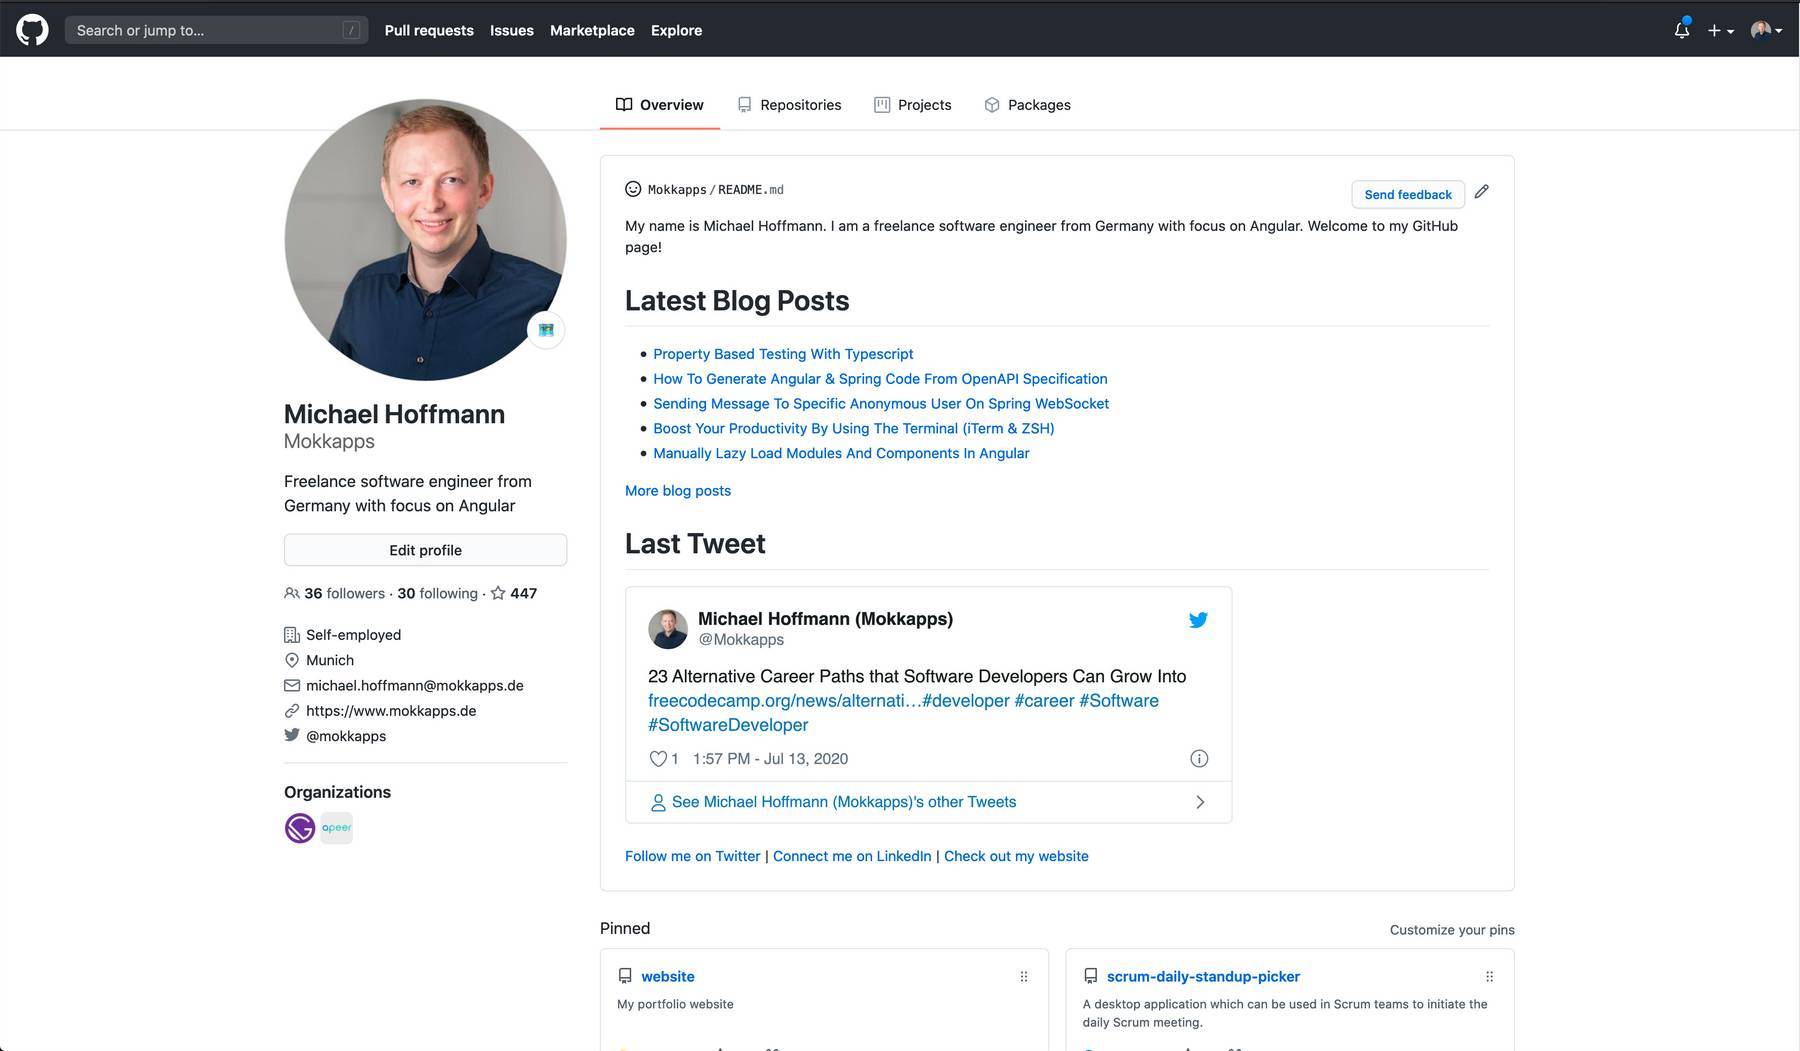 Search or jump to...
/
Pull requests Issues Marketplace Explore
Overview Repositories Projects Packages
Michael Hoffmann
Mokkapps
Freelance software engineer from
Germany with focus on Angular
Edit profile
36 followers · 30 following · 447
Self-employed
Munich
michael.hoffmann@mokkapps.de
https://www.mokkapps.de
@mokkapps
Organizations
apeer
Mokkapps/README.md
Send feedback
My name is Michael Hoffmann. I am a freelance software engineer from Germany with focus on Angular. Welcome to my GitHub
page!
Latest Blog Posts
• Property Based Testing With Typescript
• How To Generate Angular & Spring Code From OpenAPI Specification
• Sending Message To Specific Anonymous User On Spring WebSocket
• Boost Your Productivity By Using The Terminal (iTerm & ZSH)
• Manually Lazy Load Modules And Components In Angular
More blog posts
Last Tweet
Michael Hoffmann (Mokkapps)
@Mokkapps
23 Alternative Career Paths that Software Developers Can Grow Into
freecodecamp.org/news/alternati…#developer #career #Software
#SoftwareDeveloper
1 1:57 PM - Jul 13, 2020
See Michael Hoffmann (Mokkapps)'s other Tweets
Follow me on Twitter | Connect me on LinkedIn | Check out my website
Pinned
Customize your pins
website
My portfolio website
scrum-daily-standup-picker
A desktop application which can be used in Scrum teams to initiate the
daily Scrum meeting.